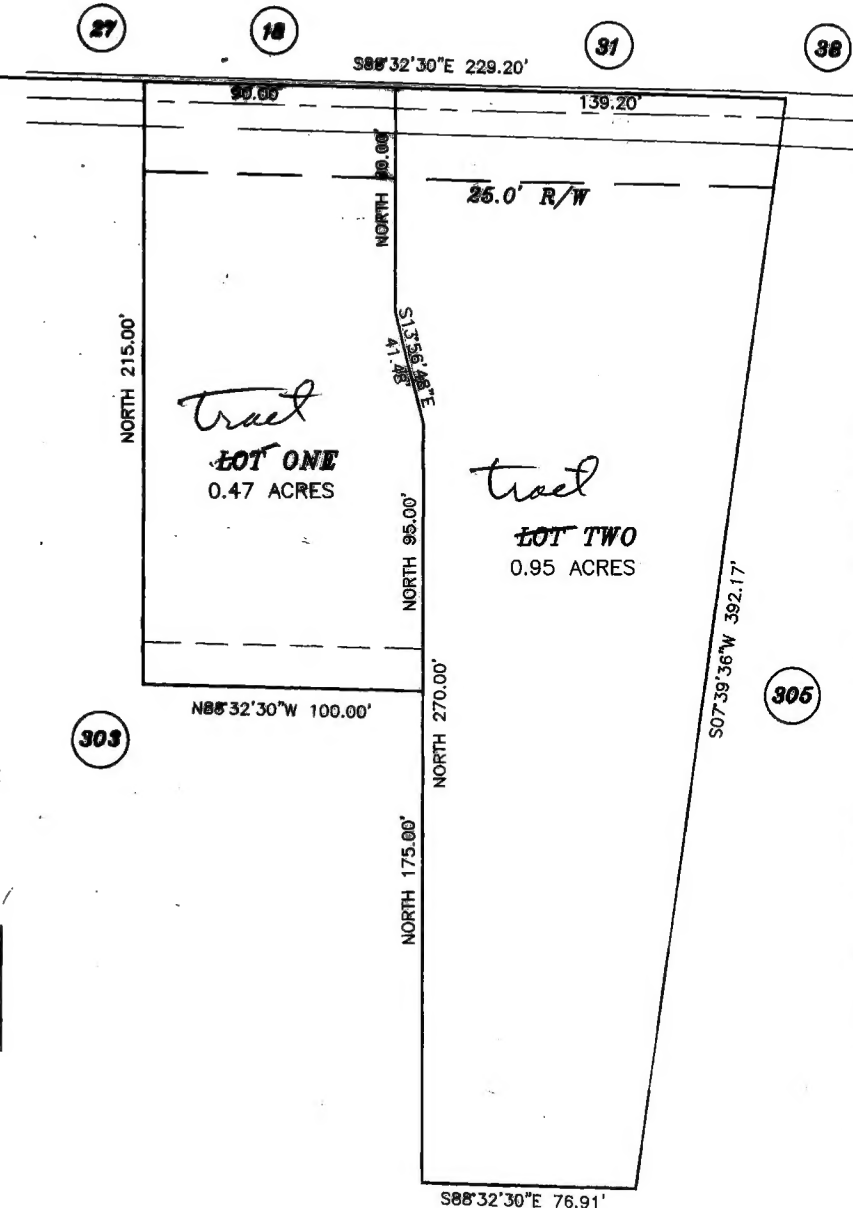 27
18
31
38
S88°32'30"E 229.20'
90.00'
139.20'
NORTH 80.00'
25.0' R/W
S13°56'48"E
41.48'
NORTH 215.00'
tract
LOT ONE
0.47 ACRES
tract
LOT TWO
0.95 ACRES
NORTH 95.00'
S07°39'36"W 392.17'
N88°32'30"W 100.00'
NORTH 270.00'
305
303
NORTH 175.00'
S88°32'30"E 76.91'